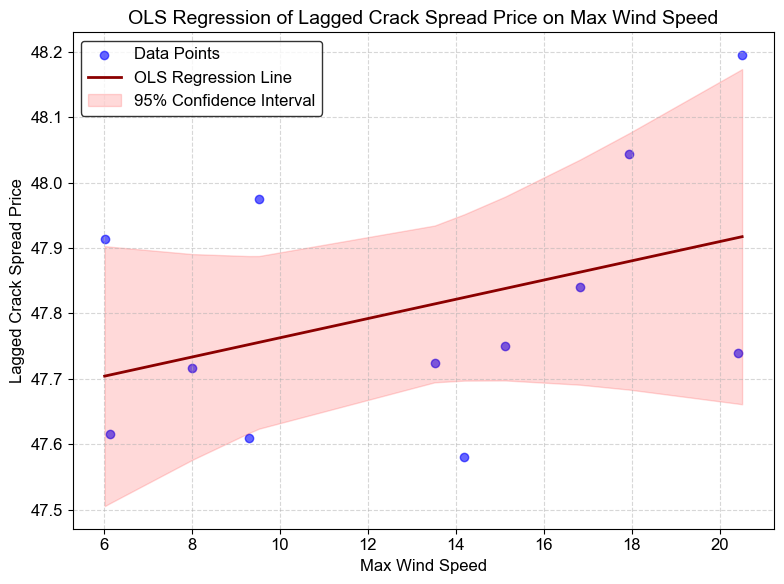 OLS Regression of Lagged Crack Spread Price on Max Wind Speed
Data Points
OLS Regression Line
95% Confidence Interval
Lagged Crack Spread Price
48.2
48.1
48.0
47.9
47.8
47.7
47.6
47.5
6 8 10 12 14 16 18 20
Max Wind Speed